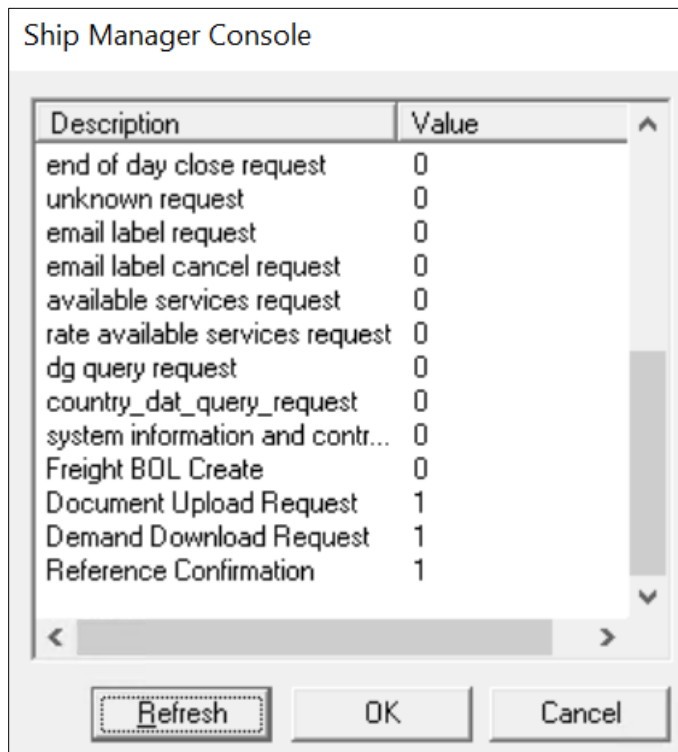 Ship Manager Console
Description Value
end of day close request 0
unknown request 0
email label request 0
email label cancel request 0
available services request 0
rate available services request 0
dg query request 0
country_dat_query_request 0
system information and contr... 0
Freight BOL Create 0
Document Upload Request 1
Demand Download Request 1
Reference Confirmation 1
Refresh OK Cancel